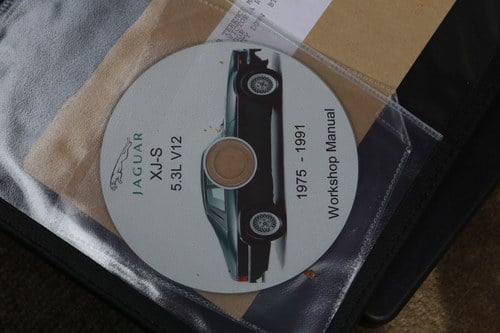 JAGUAR
XJ-S
5.3L V12
1975 - 1991
Workshop Manual